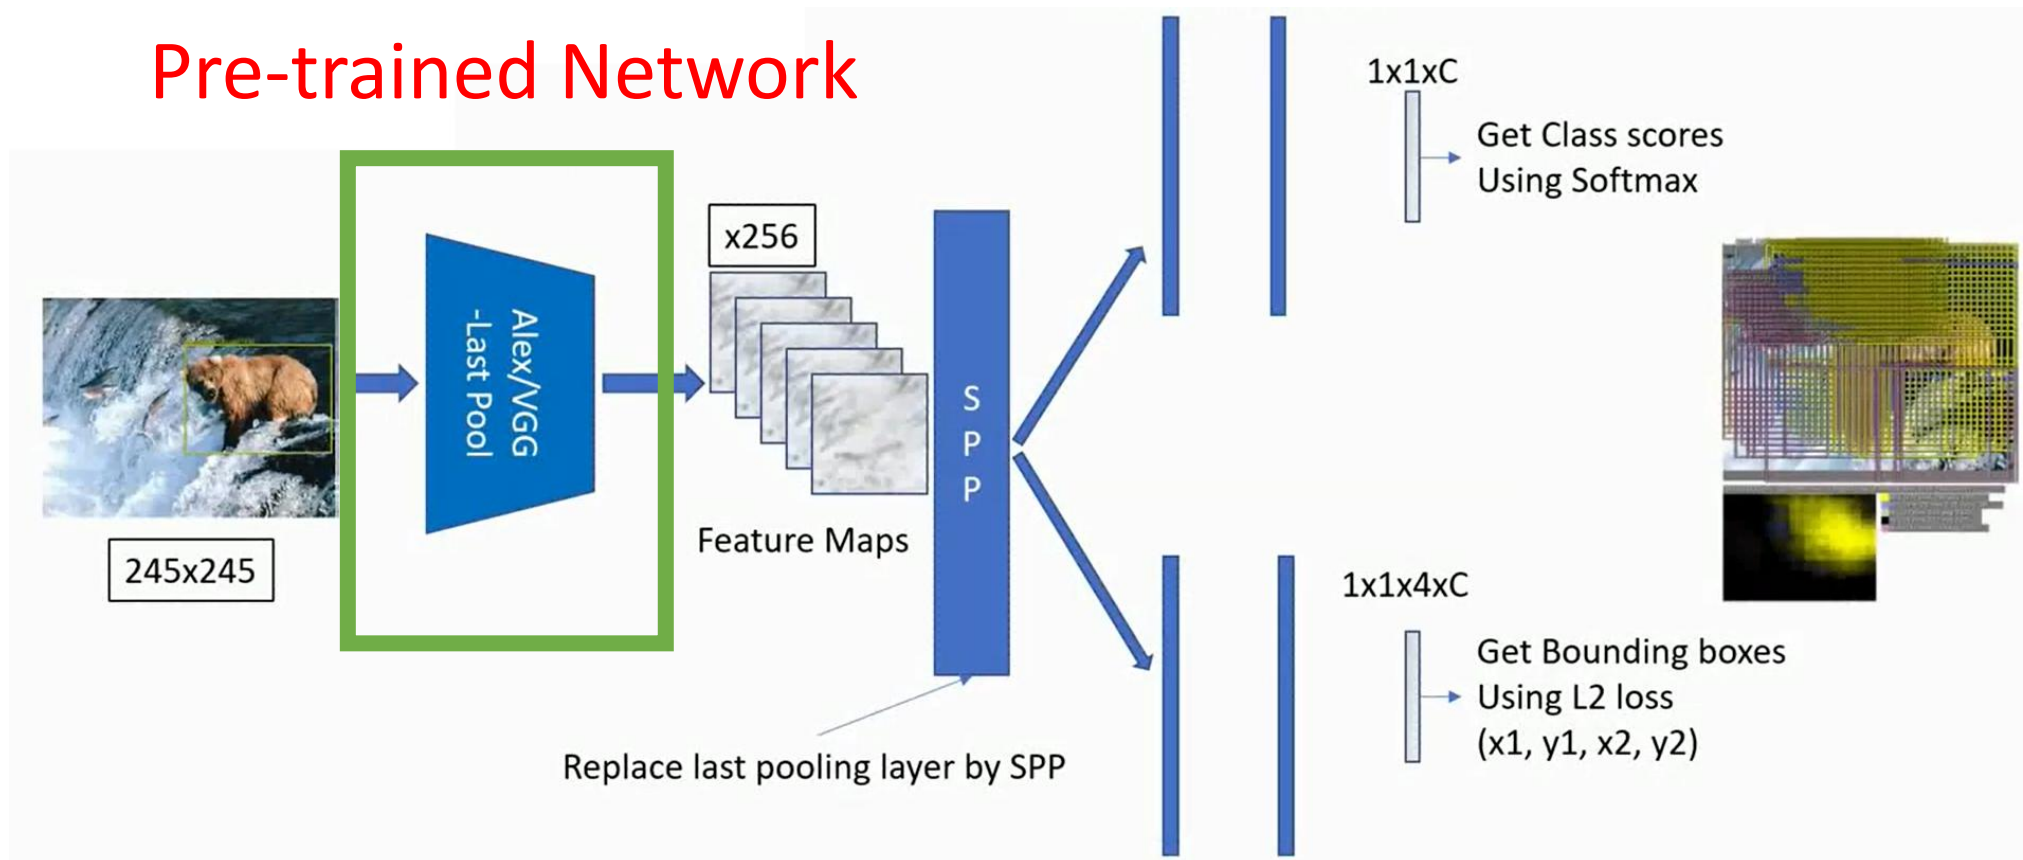 Pre-trained Network
245x245
Alex/VGG
-Last Pool
x256
Feature Maps
S
P
P
Replace last pooling layer by SPP
1x1xC
Get Class scores
Using Softmax
1x1x4xC
Get Bounding boxes
Using L2 loss
(x1, y1, x2, y2)